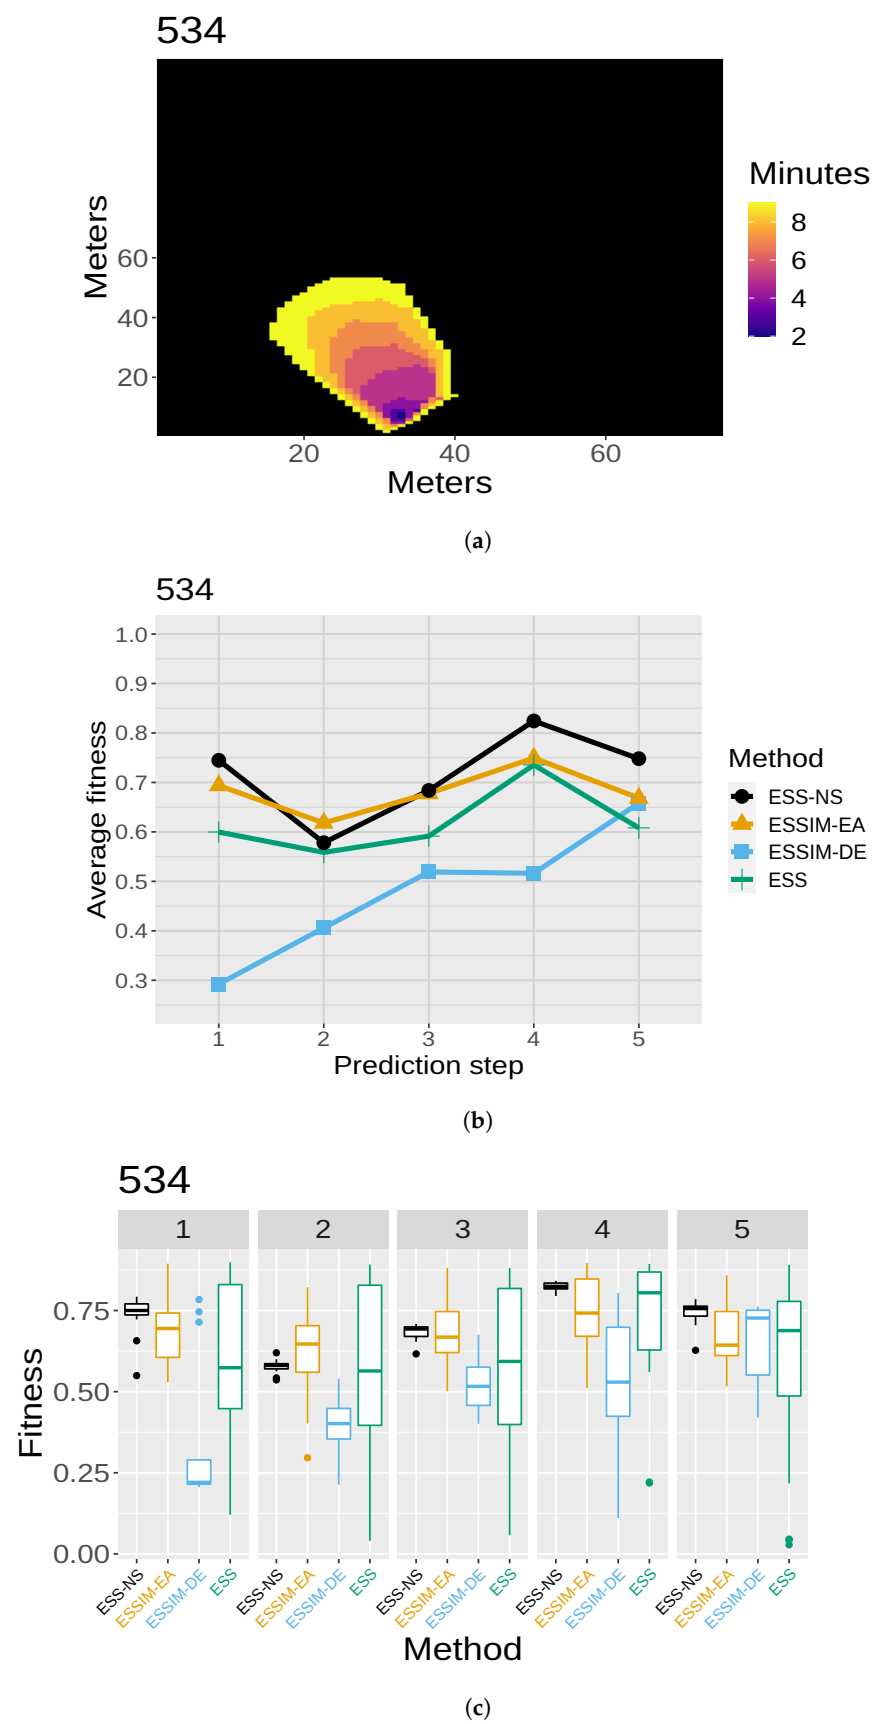 534
Meters
60
40
20
20 40 60
Meters
Minutes
8
6
4
2
(a)
534
Average fitness
1.0
0.9
0.8
0.7
0.6
0.5
0.4
0.3
1 2 3 4 5
Prediction step
Method
ESS-NS
ESSIM-EA
ESSIM-DE
ESS
(b)
534
1 2 3 4 5
Fitness
0.75
0.50
0.25
0.00
ESS-NS ESSIM-EA ESSIM-DE ESS ESS-NS ESSIM-EA ESSIM-DE ESS ESS-NS ESSIM-EA ESSIM-DE ESS ESS-NS ESSIM-EA ESSIM-DE ESS ESS-NS ESSIM-EA ESSIM-DE ESS
Method
(c)